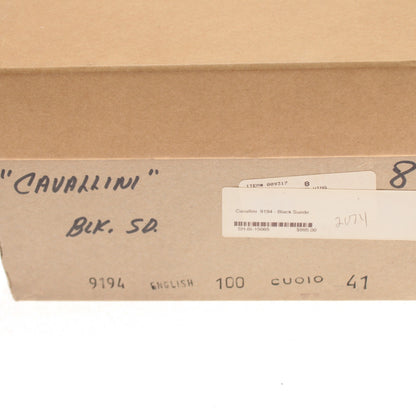 "CAVALLINI"
8
BLK. SD.
Cavallini 9194 - Black Suede
2074
9194 ENGLISH 100 CUOIO 41